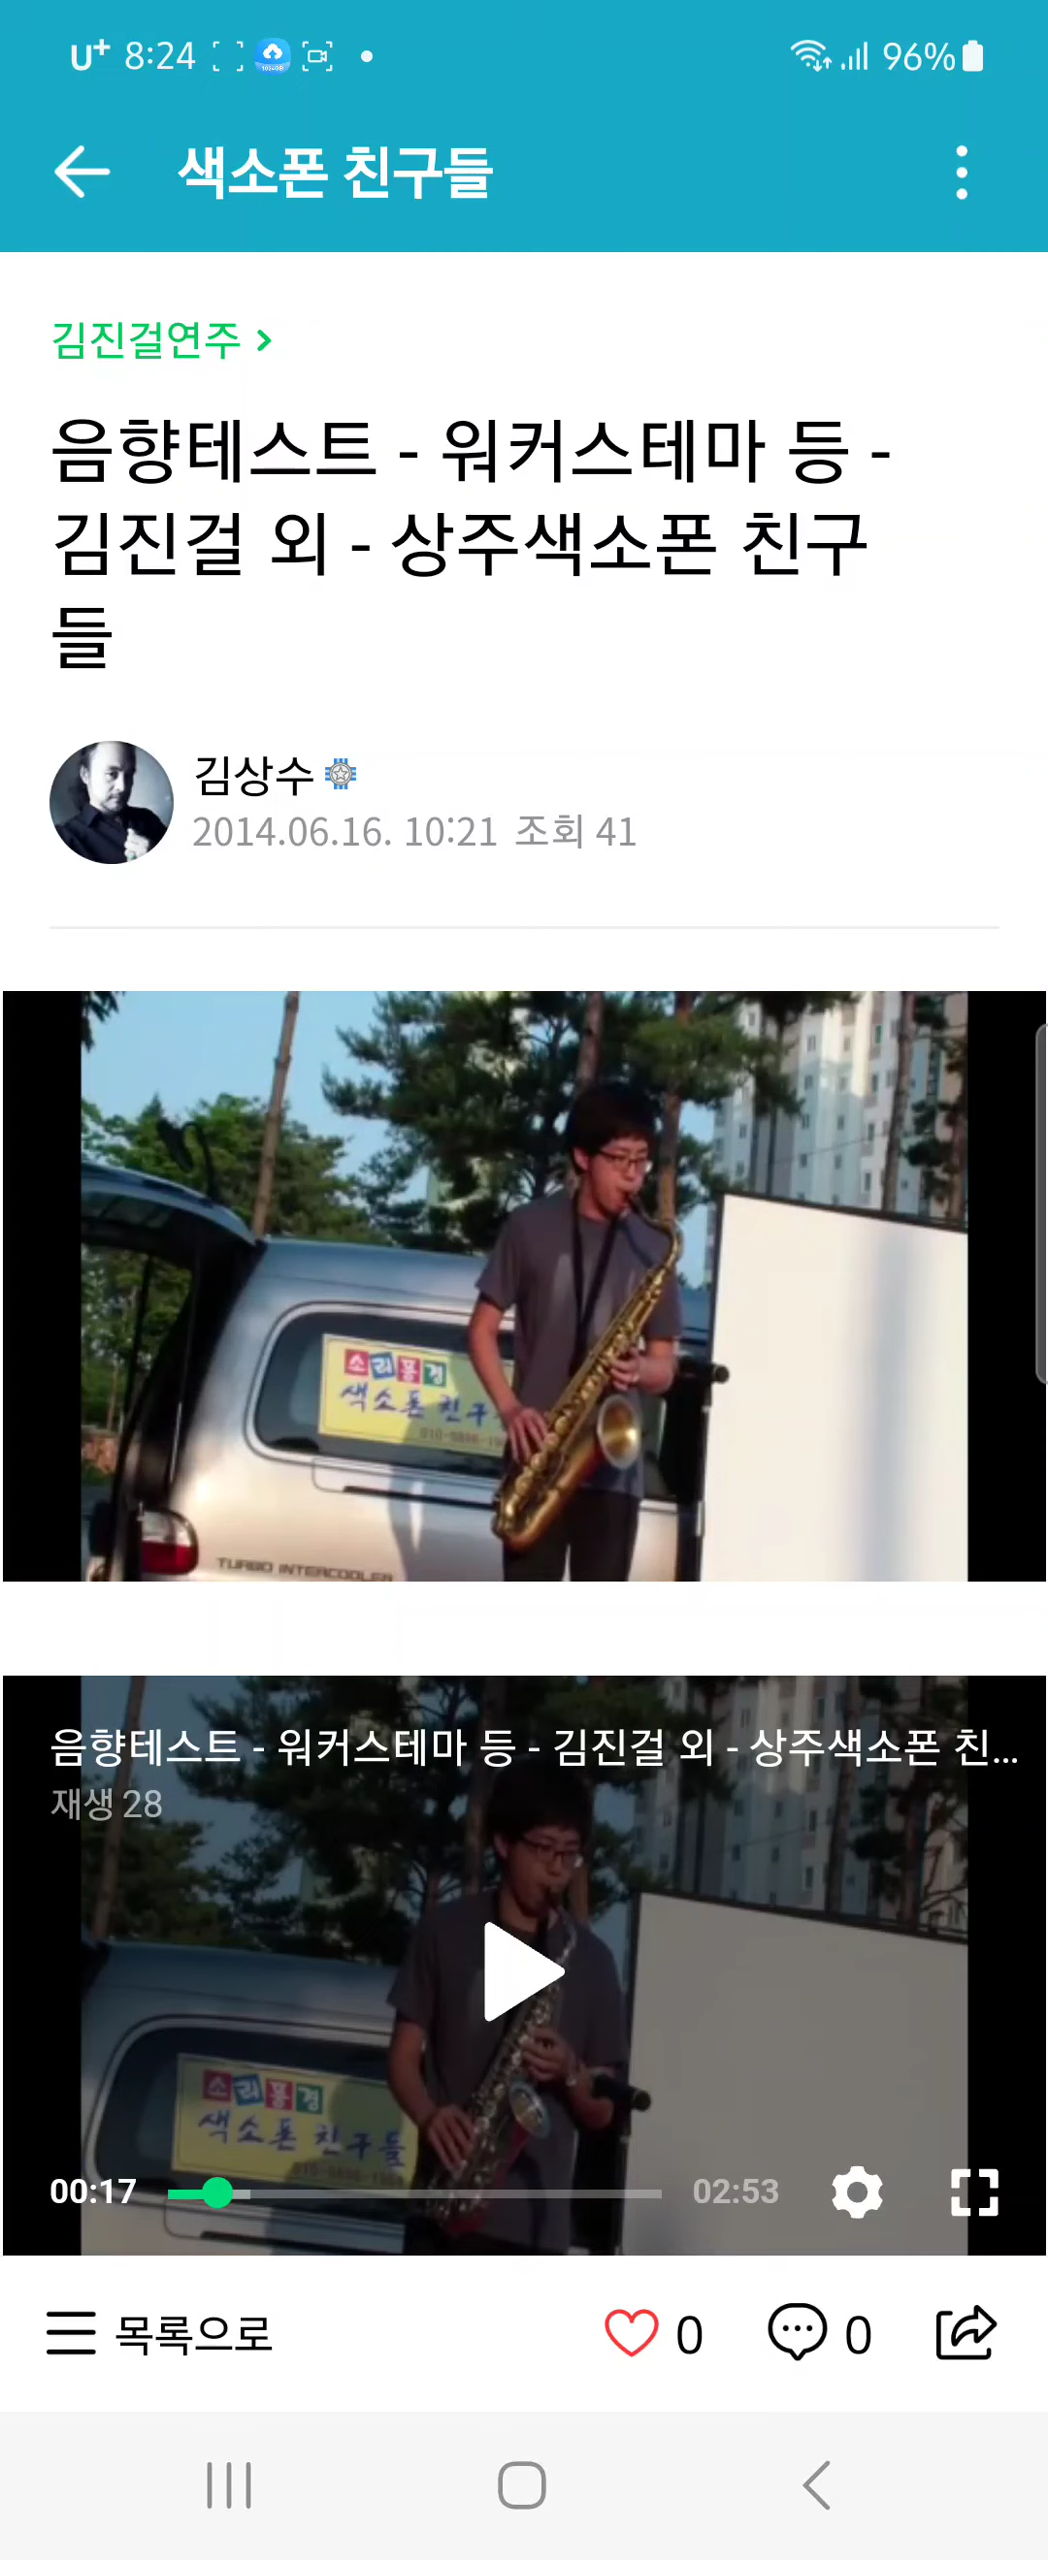 U+ 8:24 96%
색소폰 친구들
김진걸연주 >
음향테스트 - 워커스테마 등 -
김진걸 외 - 상주색소폰 친구
들
김상수
2014.06.16. 10:21 조회 41
소리풍경
색소폰 친구
TURBO INTERCOOLER
음향테스트 - 워커스테마 등 - 김진걸 외 - 상주색소폰 친...
재생 28
소리풍경
색소폰 친구들
00:17 02:53
목록으로 0 0